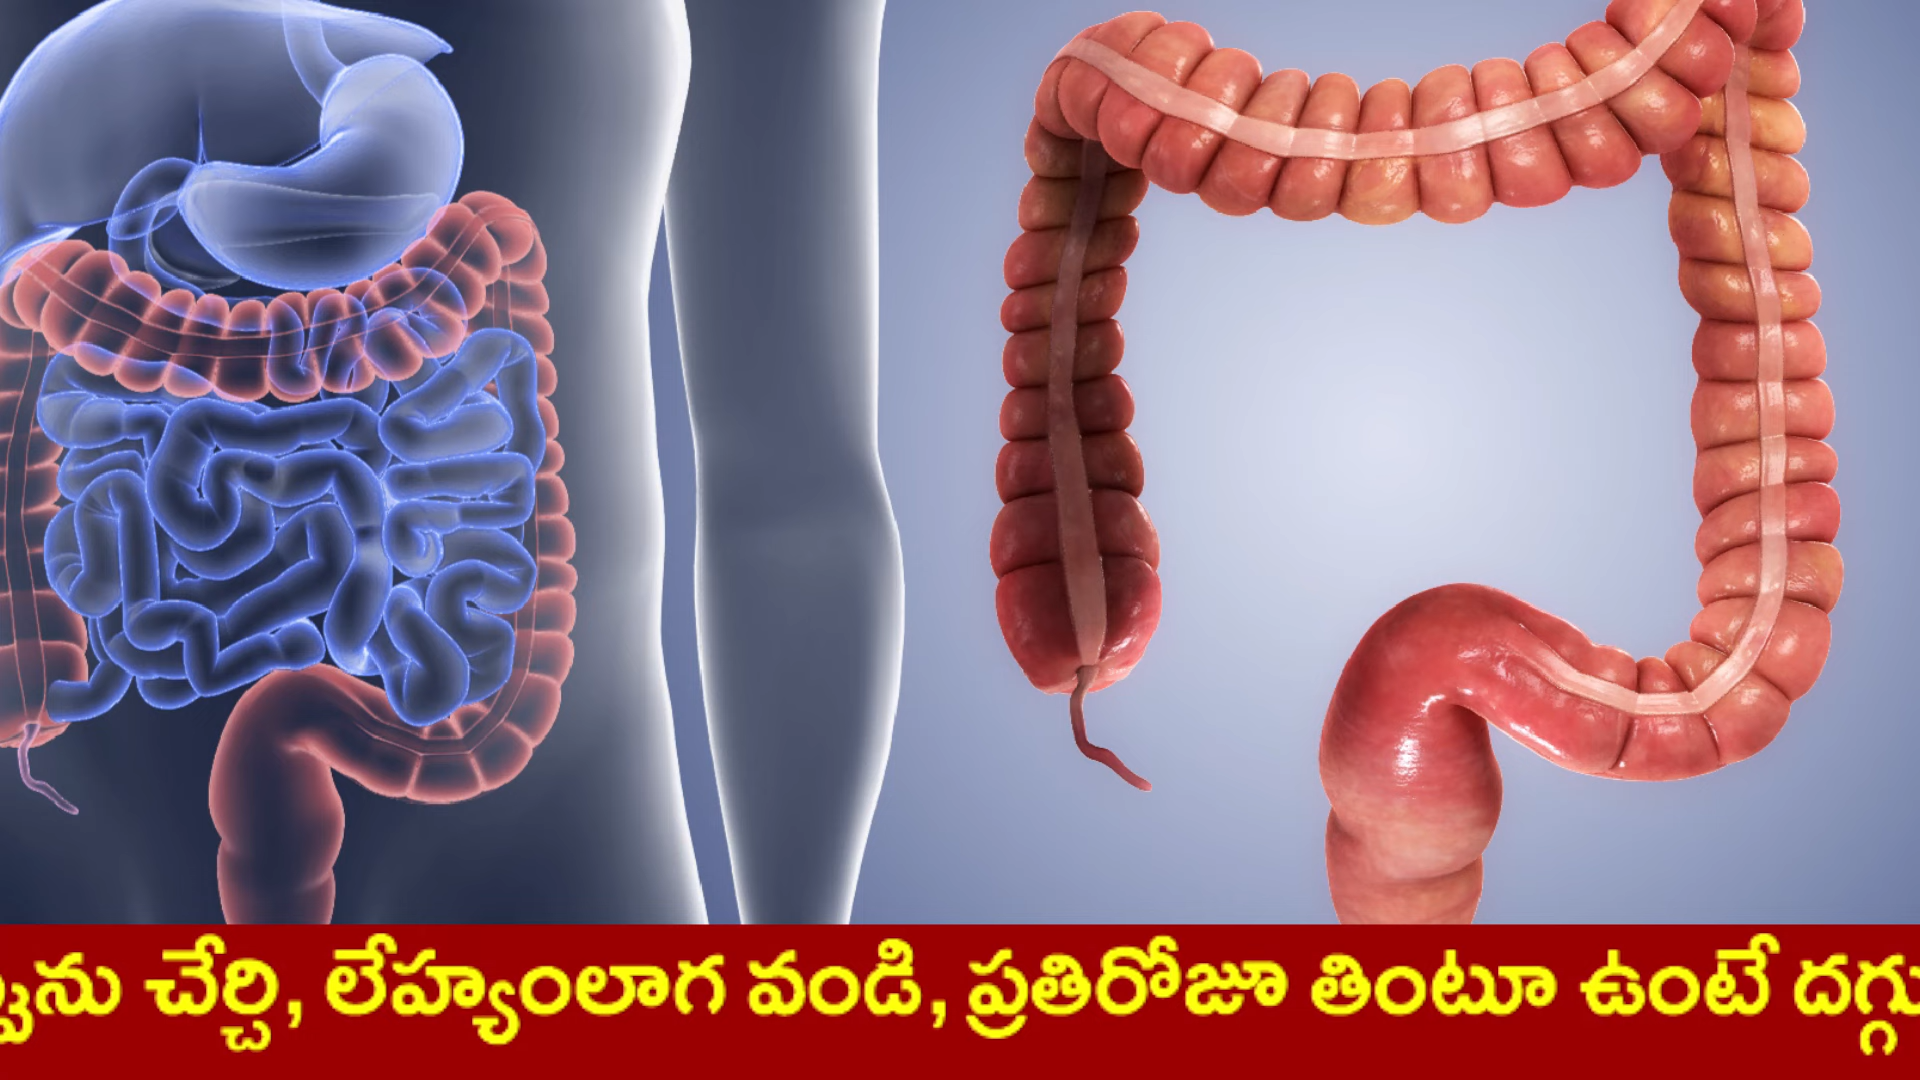 ను చేర్చి, లేహ్యంలాగ వండి, ప్రతిరోజూ తింటూ ఉంటే దగ్గు